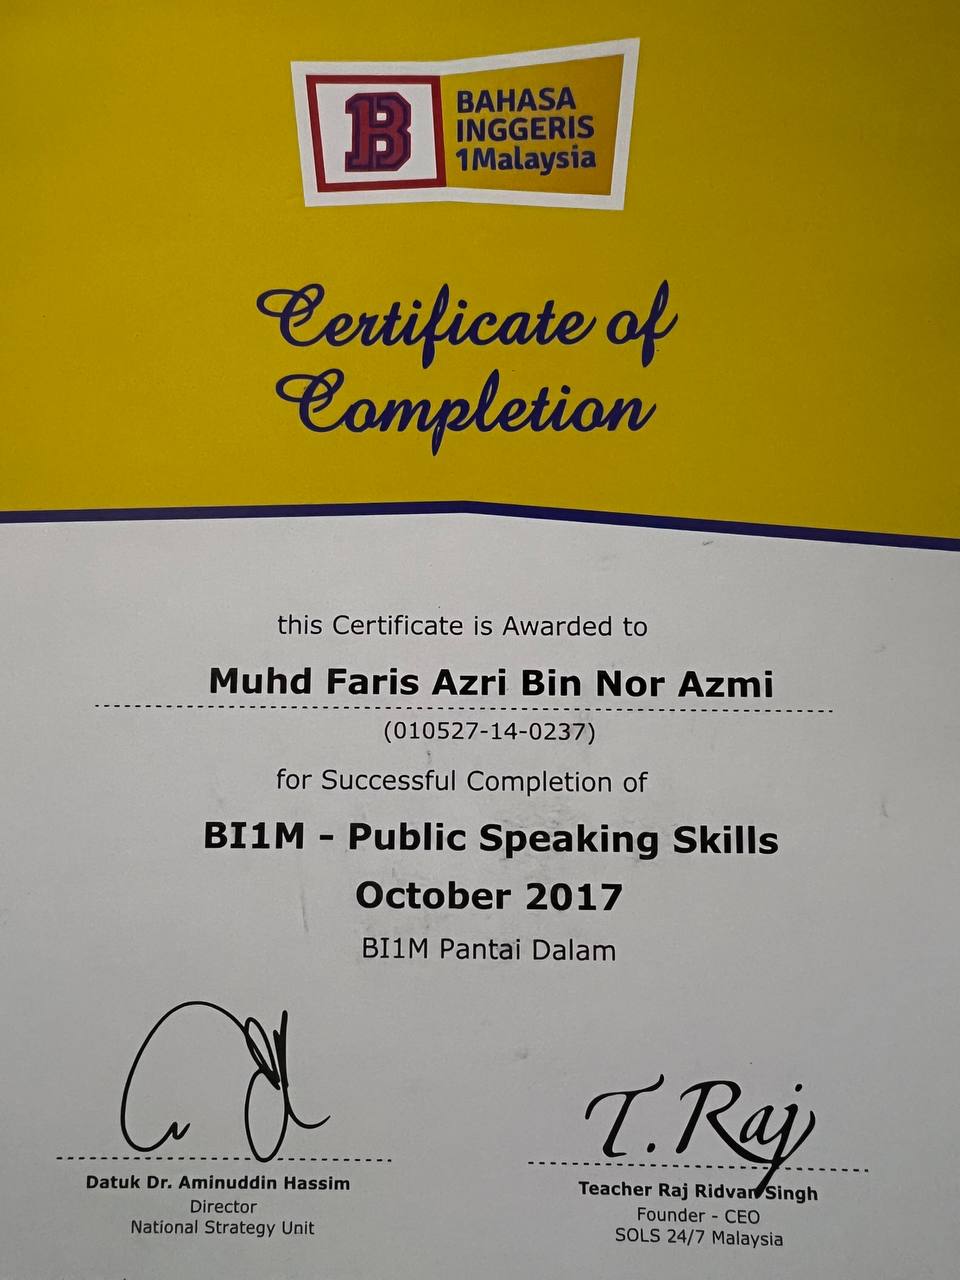 B
BAHASA
INGGERIS
1Malaysia
Certificate of
Completion
this Certificate is Awarded to
Muhd Faris Azri Bin Nor Azmi
(010527-14-0237)
for Successful Completion of
BI1M - Public Speaking Skills
October 2017
BI1M Pantai Dalam
T. Raj
Datuk Dr. Aminuddin Hassim
Director
National Strategy Unit
Teacher Raj Ridvan Singh
Founder - CEO
SOLS 24/7 Malaysia